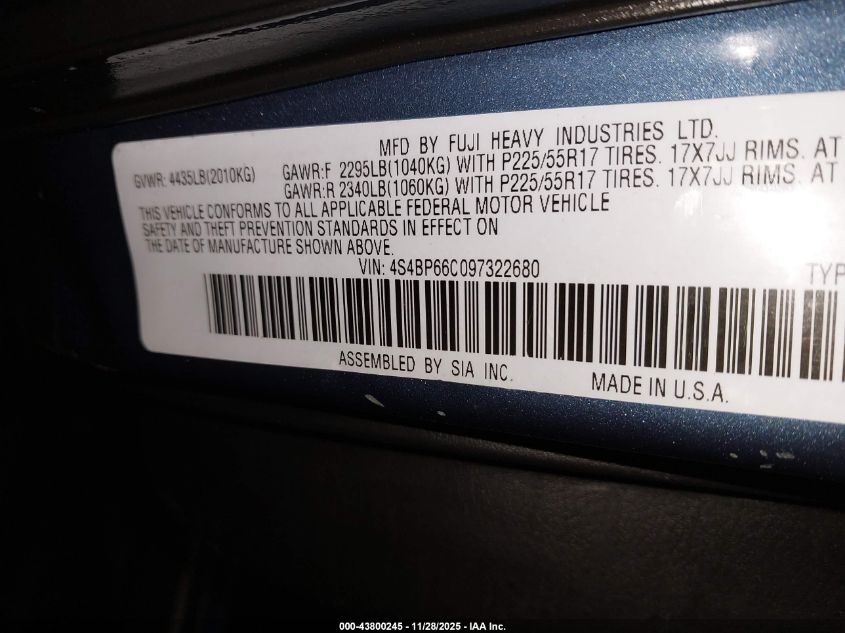 MFD BY FUJI HEAVY INDUSTRIES LTD.
GVWR: 4435LB(2010KG) GAWR:F 2295LB(1040KG) WITH P225/55R17 TIRES. 17X7JJ RIMS. AT
GAWR:R 2340LB(1060KG) WITH P225/55R17 TIRES. 17X7JJ RIMS. AT
THIS VEHICLE CONFORMS TO ALL APPLICABLE FEDERAL MOTOR VEHICLE
SAFETY AND THEFT PREVENTION STANDARDS IN EFFECT ON
THE DATE OF MANUFACTURE SHOWN ABOVE.
VIN: 4S4BP66C097322680 TYP
ASSEMBLED BY SIA INC. MADE IN U.S.A.
000-43800245 - 11/28/2025 - IAA Inc.